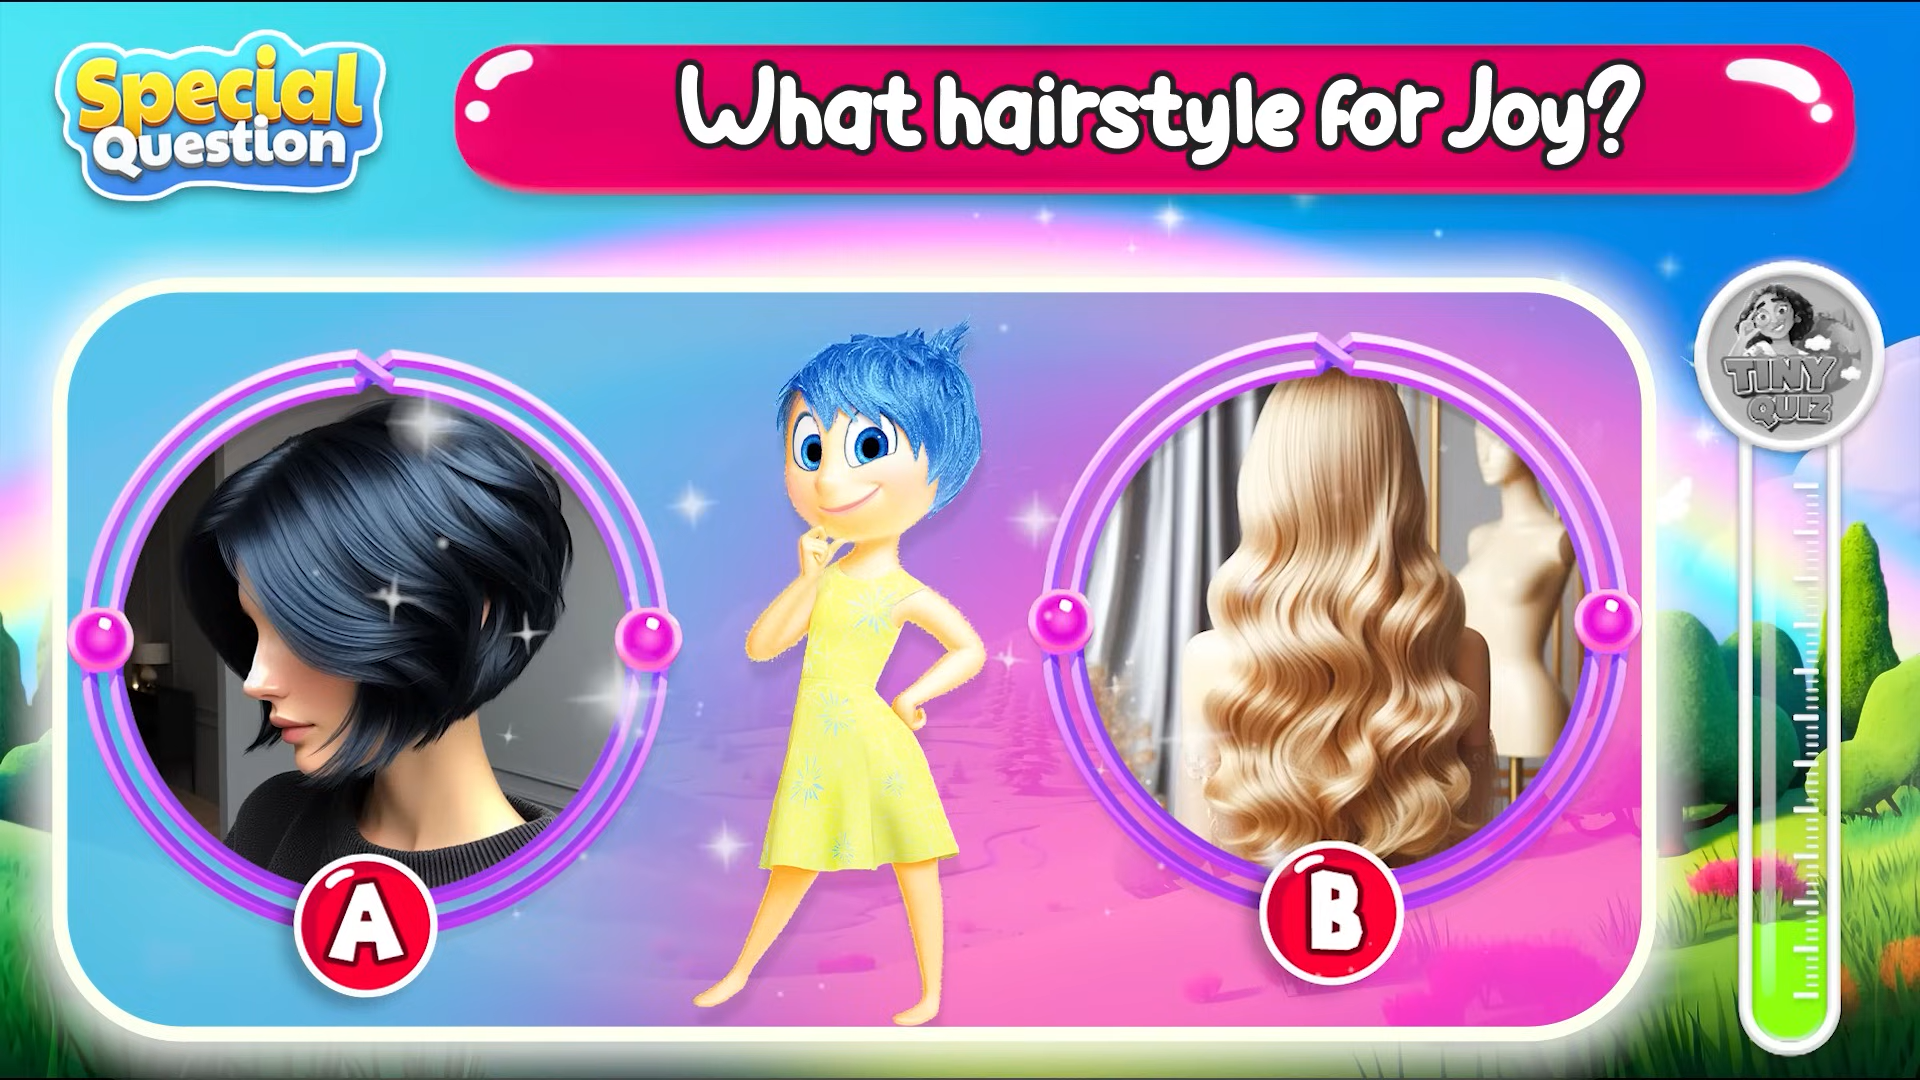 Special
Question
What hairstyle for Joy?
TINY
QUIZ
A
B